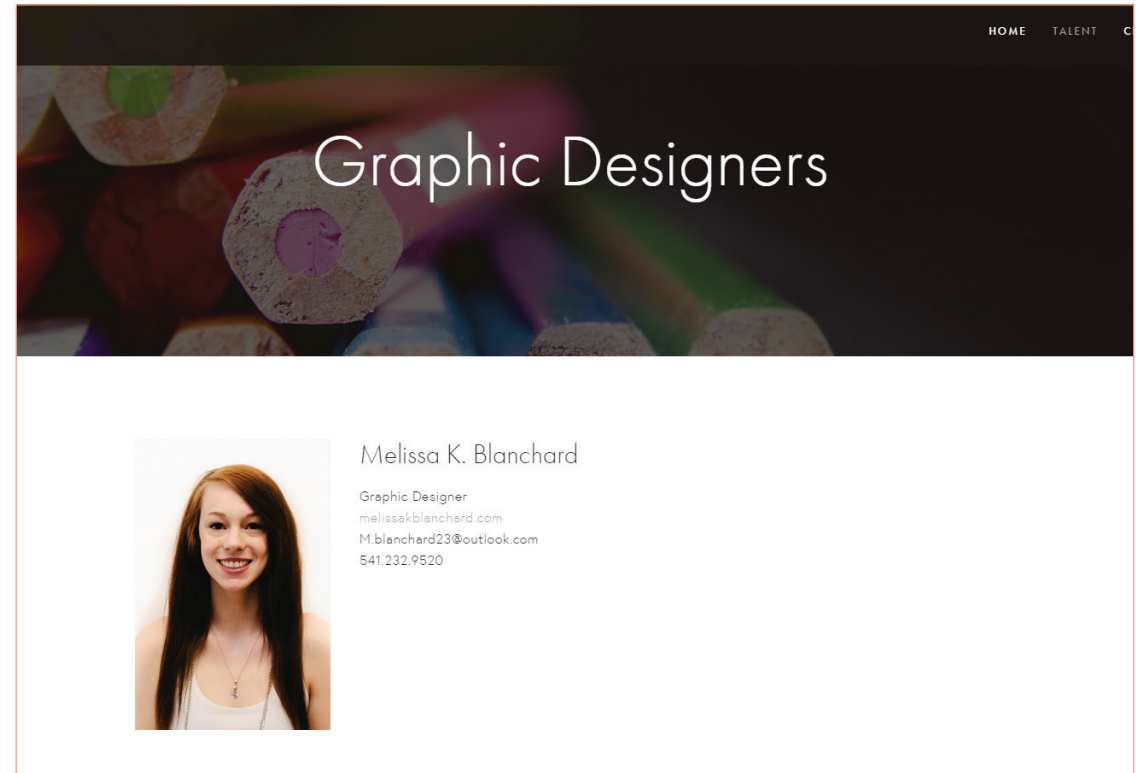 HOME TALENT C
Graphic Designers
Melissa K. Blanchard
Graphic Designer
melissakblanchard.com
M.blanchard23@outlook.com
541.232.9520